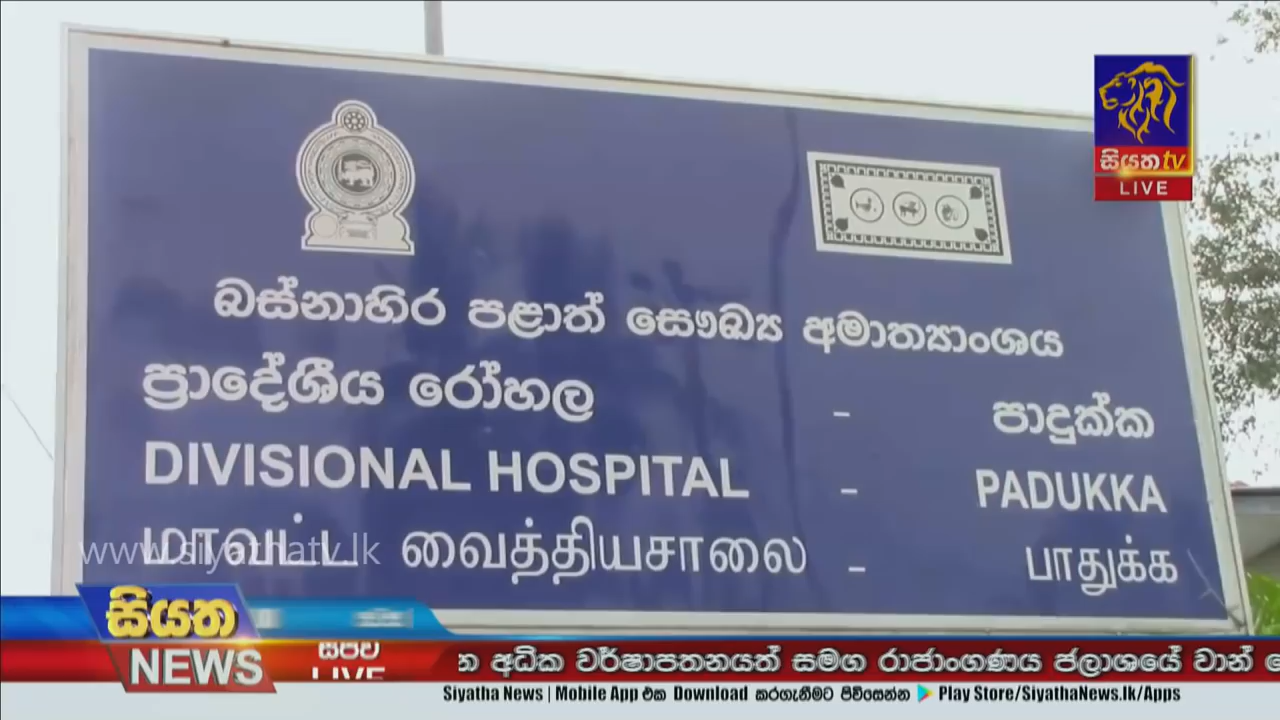 සියත tv
LIVE
බස්නාහිර පළාත් සෞඛ්‍ය අමාත්‍යාංශය
ප්‍රාදේශීය රෝහල - පාදුක්ක
DIVISIONAL HOSPITAL - PADUKKA
மாவட்ட வைத்தியசாலை - பாதுக்க
www.siyathatv.lk
සියත
NEWS
සජීව
LIVE
න අධික වර්ෂාපතනයත් සමග රාජාංගණය ජලාශයේ වාන්
Siyatha News | Mobile App එක Download කරගැනීමට පිවිසෙන්න Play Store/SiyathaNews.lk/Apps